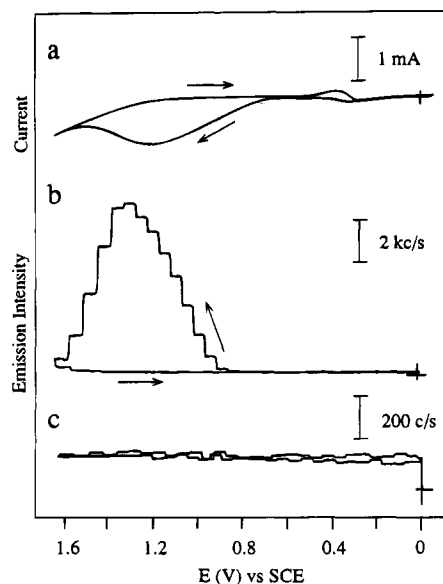 a
1 mA
Current
b
2 kc/s
Emission Intensity
c
200 c/s
1.6 1.2 0.8 0.4 0
E (V) vs SCE